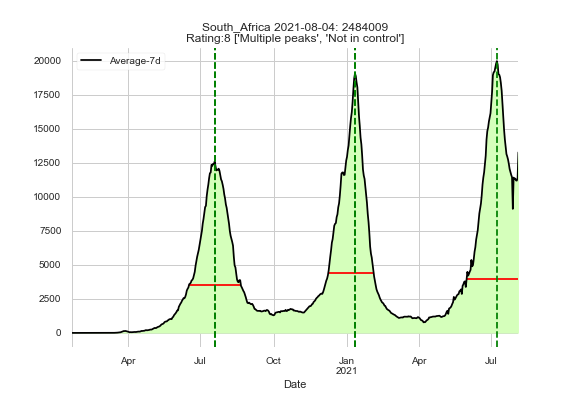 South_Africa 2021-08-04: 2484009
Rating:8 ['Multiple peaks', 'Not in control']
Average-7d
20000
17500
15000
12500
10000
7500
5000
2500
0
Apr Jul Oct Jan Apr Jul
2021
Date